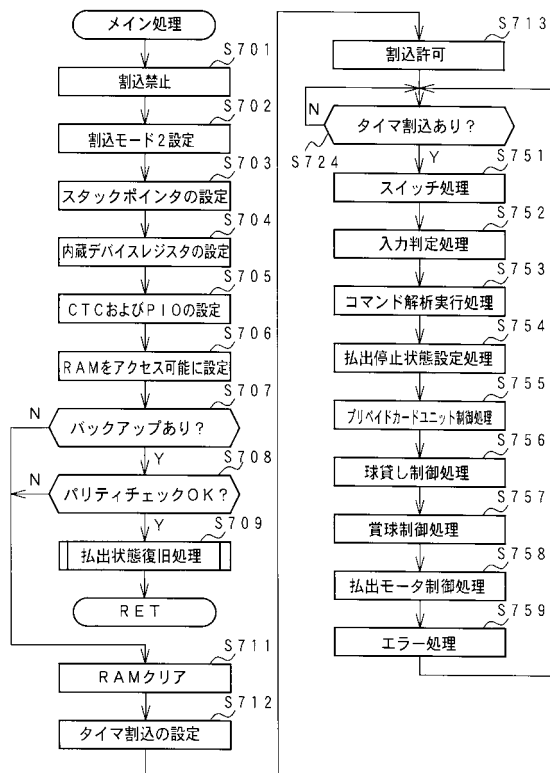 メイン処理
S701
割込禁止
S702
割込モード2設定
S703
スタックポインタの設定
S704
内蔵デバイスレジスタの設定
S705
CTCおよびPIOの設定
S706
RAMをアクセス可能に設定
S707
N
バックアップあり?
Y
S708
N
パリティチェックOK?
Y
S709
払出状態復旧処理
RET
S711
RAMクリア
S712
タイマ割込の設定
S713
割込許可
N
タイマ割込あり?
S724
Y
S751
スイッチ処理
S752
入力判定処理
S753
コマンド解析実行処理
S754
払出停止状態設定処理
S755
プリペイドカードユニット制御処理
S756
球貸し制御処理
S757
賞球制御処理
S758
払出モータ制御処理
S759
エラー処理